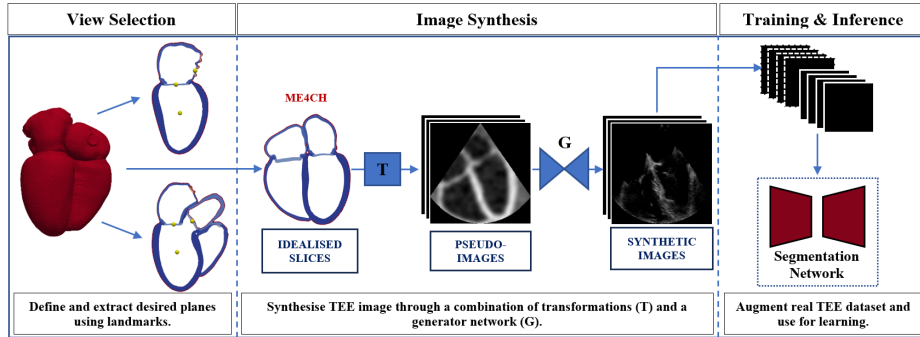 View Selection
Image Synthesis
Training & Inference
ME4CH
T
G
IDEALISED
SLICES
PSEUDO-
IMAGES
SYNTHETIC
IMAGES
Segmentation
Network
Define and extract desired planes
using landmarks.
Synthesise TEE image through a combination of transformations (T) and a
generator network (G).
Augment real TEE dataset and
use for learning.